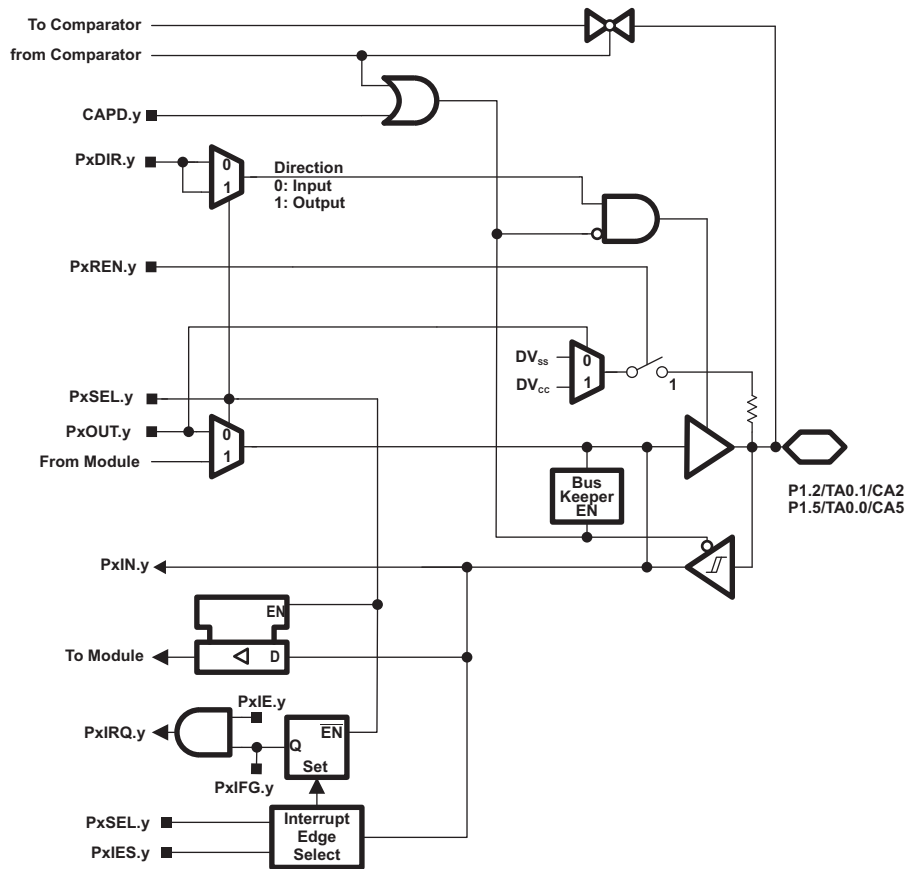 To Comparator
from Comparator
CAPD.y
PxDIR.y
0
1
Direction
0: Input
1: Output
PxREN.y
DVss
DVcc
0
1
1
PxSEL.y
PxOUT.y
From Module
0
1
Bus
Keeper
EN
P1.2/TA0.1/CA2
P1.5/TA0.0/CA5
PxIN.y
EN
To Module
D
PxIE.y
PxIRQ.y
EN
Q
Set
PxIFG.y
PxSEL.y
PxIES.y
Interrupt
Edge
Select